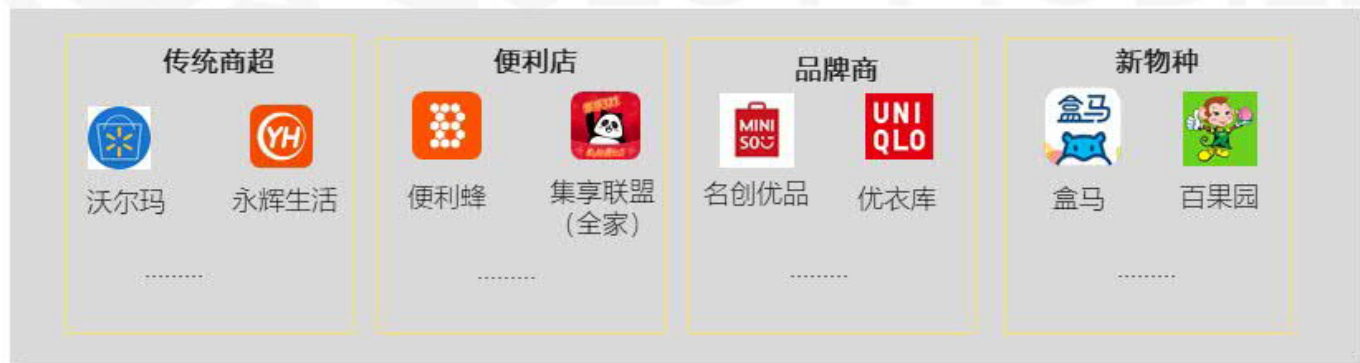 传统商超
沃尔玛
YH
永辉生活
.........
便利店
便利蜂
集享联盟
（全家）
.........
品牌商
MINI
SO
名创优品
UNI
QLO
优衣库
.........
新物种
盒马
盒马
百果园
.........